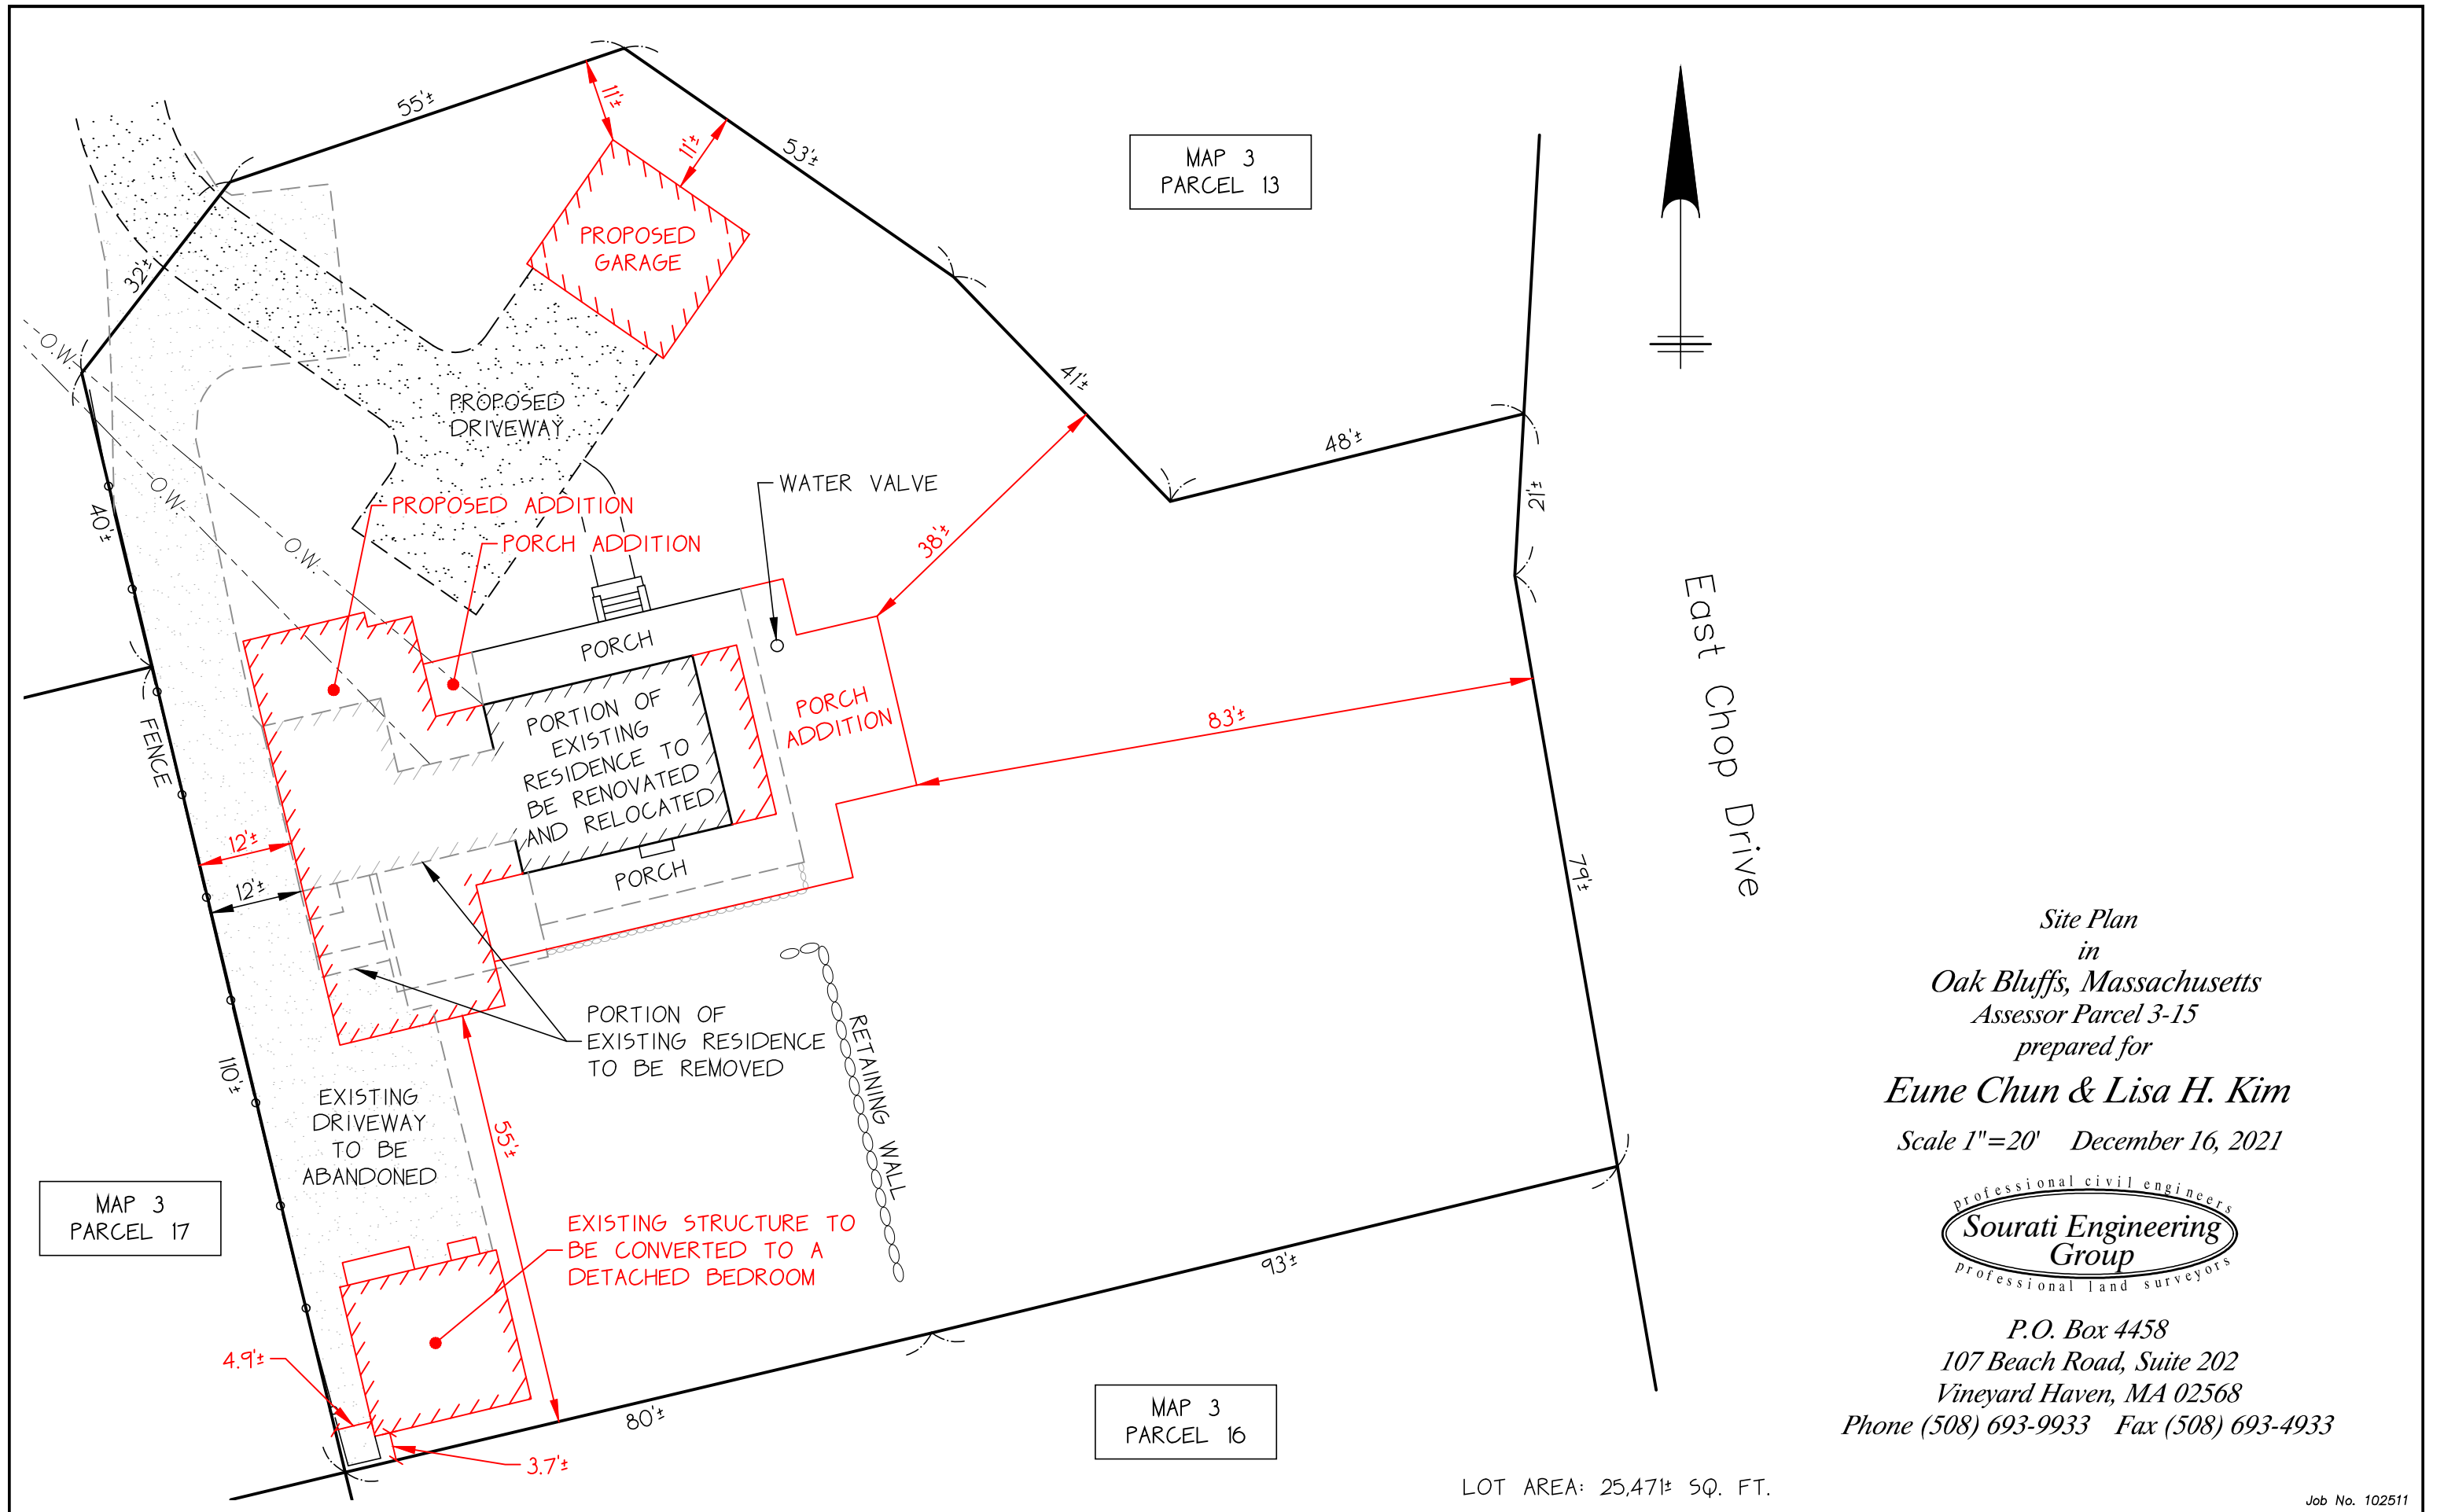 55'±
11'±
11'±
53'±
MAP 3
PARCEL 13
PROPOSED
GARAGE
32'±
O.W.
41'±
PROPOSED
DRIVEWAY
48'±
WATER VALVE
O.W.
PROPOSED ADDITION
21'±
40'±
O.W.
PORCH ADDITION
38'±
PORCH
East Chop Drive
PORCH
ADDITION
83'±
FENCE
PORTION OF
EXISTING
RESIDENCE TO
BE RENOVATED
AND RELOCATED
12'±
12'±
PORCH
79'±
PORTION OF
EXISTING RESIDENCE
TO BE REMOVED
RETAINING WALL
110'±
EXISTING
DRIVEWAY
TO BE
ABANDONED
55'±
MAP 3
PARCEL 17
EXISTING STRUCTURE TO
BE CONVERTED TO A
DETACHED BEDROOM
93'±
4.9'±
80'±
3.7'±
MAP 3
PARCEL 16
LOT AREA: 25,471± SQ. FT.
Site Plan
in
Oak Bluffs, Massachusetts
Assessor Parcel 3-15
prepared for
Eune Chun & Lisa H. Kim
Scale 1"=20' December 16, 2021
professional civil engineers
Sourati Engineering
Group
professional land surveyors
P.O. Box 4458
107 Beach Road, Suite 202
Vineyard Haven, MA 02568
Phone (508) 693-9933 Fax (508) 693-4933
Job No. 102511